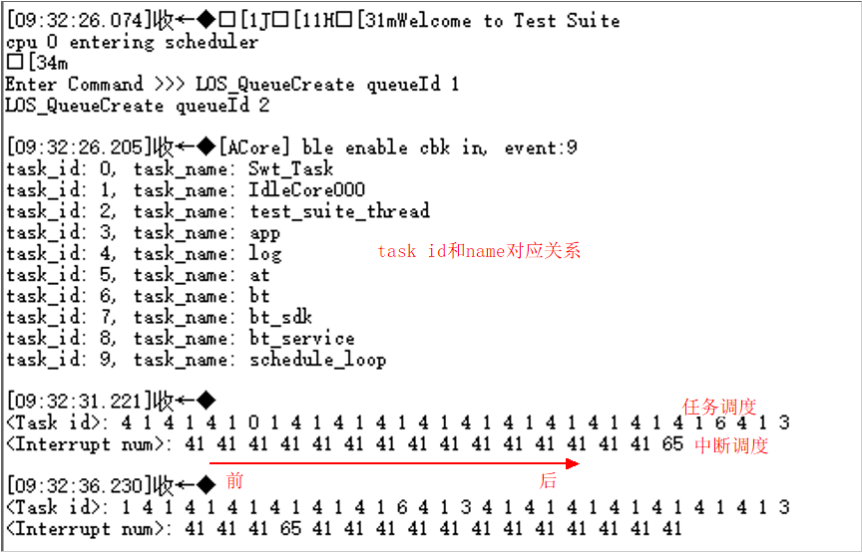 [09:32:26.074]收←◆□[1J□[11H□[31mWelcome to Test Suite
cpu 0 entering scheduler
□[34m
Enter Command >>> LOS_QueueCreate queueId 1
LOS_QueueCreate queueId 2
[09:32:26.205]收←◆[ACore] ble enable cbk in, event:9
task_id: 0, task_name: Swt_Task
task_id: 1, task_name: IdleCore000
task_id: 2, task_name: test_suite_thread
task_id: 3, task_name: app
task id和name对应关系
task_id: 4, task_name: log
task_id: 5, task_name: at
task_id: 6, task_name: bt
task_id: 7, task_name: bt_sdk
task_id: 8, task_name: bt_service
task_id: 9, task_name: schedule_loop
[09:32:31.221]收←◆
任务调度
<Task id>: 4 1 4 1 4 1 0 1 4 1 4 1 4 1 4 1 4 1 4 1 4 1 4 1 4 1 4 1 6 4 1 3
<Interrupt num>: 41 41 41 41 41 41 41 41 41 41 41 41 41 41 41 65 中断调度
前 后
[09:32:36.230]收←◆
<Task id>: 1 4 1 4 1 4 1 4 1 4 1 4 1 6 4 1 3 4 1 4 1 4 1 4 1 4 1 4 1 4 1 3
<Interrupt num>: 41 41 41 65 41 41 41 41 41 41 41 41 41 41 41 41